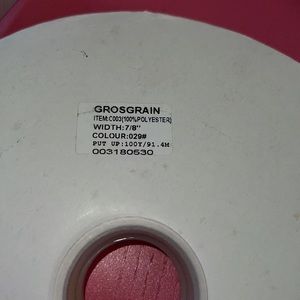 GROSGRAIN
ITEM:C003(100%POLYESTER)
WIDTH:7/8"
COLOUR:029#
PUT UP:100Y/91.4M
003180530